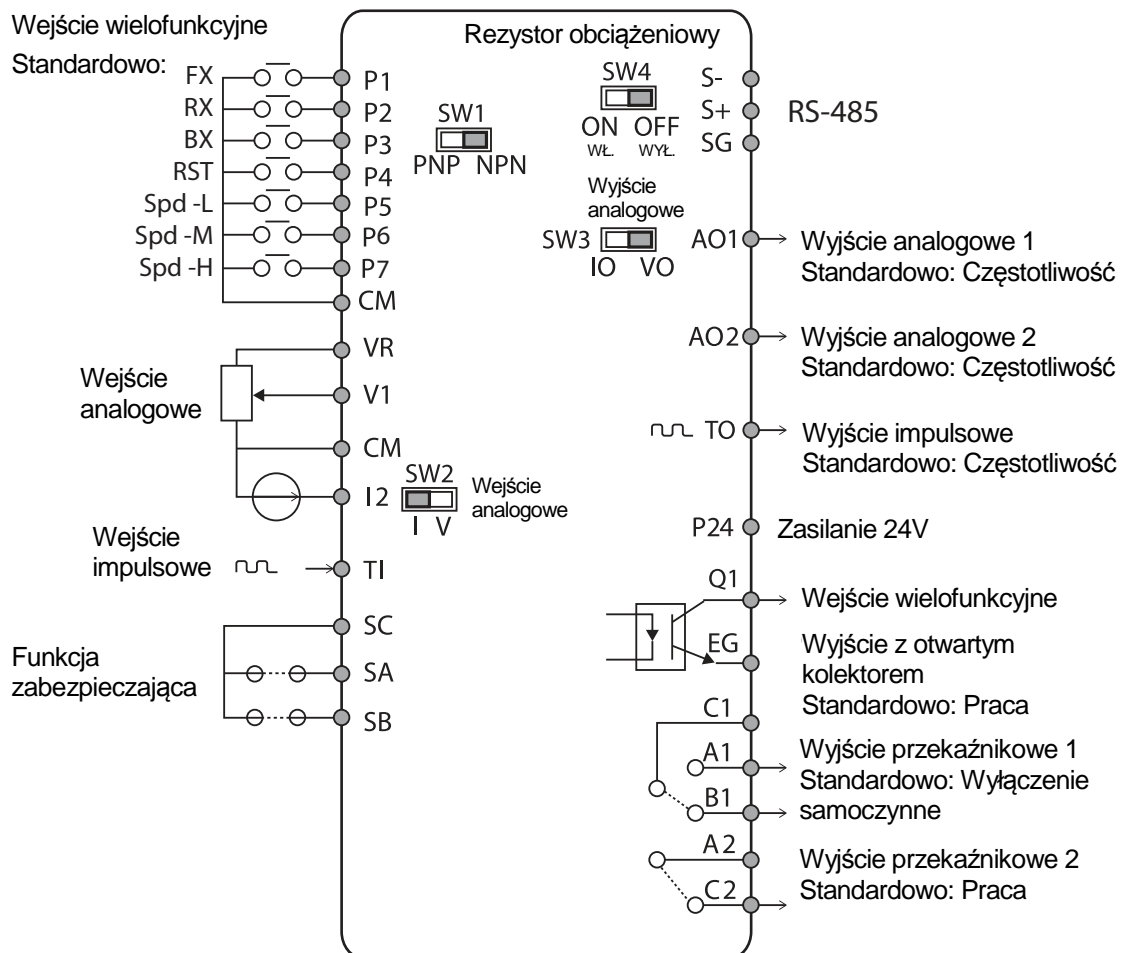 Wejście wielofunkcyjne
Standardowo:
FX
P1
RX
P2
BX
P3
RST
P4
Spd -L
P5
Spd -M
P6
Spd -H
P7
CM
SW1
PNP NPN
Rezystor obciążeniowy
SW4
ON OFF
WŁ. WYŁ.
S-
S+
SG
RS-485
Wyjście
analogowe
SW3
IO VO
AO1
Wyjście analogowe 1
Standardowo: Częstotliwość
VR
Wejście
analogowe
V1
CM
I2
SW2
I V
Wejście
analogowe
AO2
Wyjście analogowe 2
Standardowo: Częstotliwość
TO
Wyjście impulsowe
Standardowo: Częstotliwość
Wejście
impulsowe
TI
P24
Zasilanie 24V
Funkcja
zabezpieczająca
SC
SA
SB
Q1
Wejście wielofunkcyjne
EG
Wyjście z otwartym
kolektorem
Standardowo: Praca
C1
A1
B1
Wyjście przekaźnikowe 1
Standardowo: Wyłączenie
samoczynne
A2
C2
Wyjście przekaźnikowe 2
Standardowo: Praca